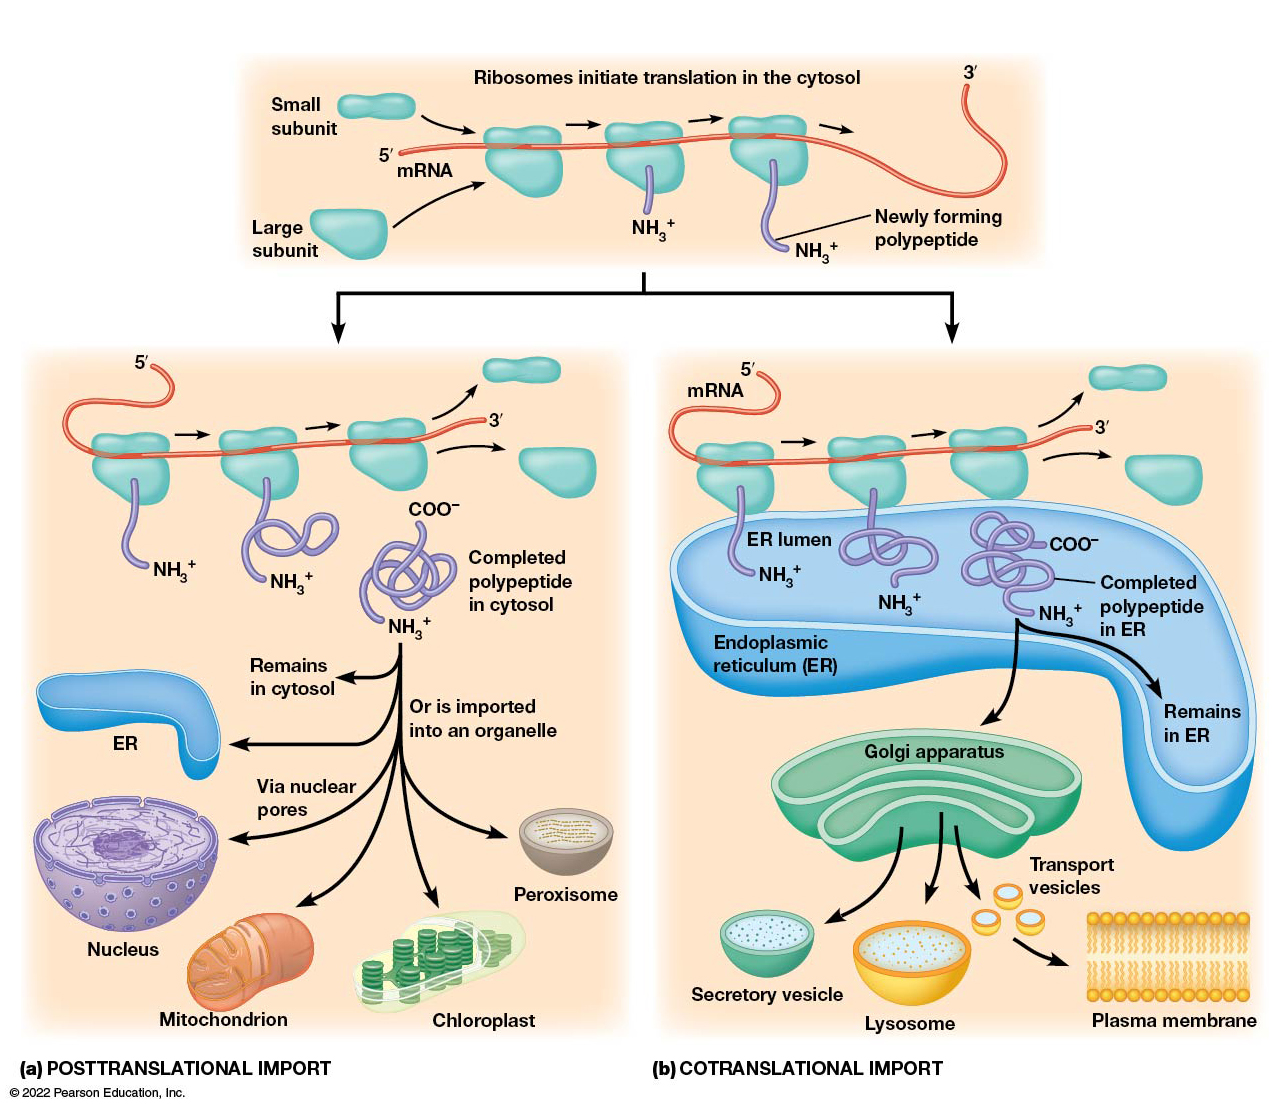 Ribosomes initiate translation in the cytosol
3′
Small
subunit
5′
mRNA
Large
subunit
NH₃⁺
Newly forming
polypeptide
NH₃⁺
5′
3′
COO⁻
NH₃⁺
NH₃⁺
Completed
polypeptide
in cytosol
NH₃⁺
Remains
in cytosol
Or is imported
into an organelle
ER
Via nuclear
pores
Peroxisome
Nucleus
Mitochondrion
Chloroplast
(a) POSTTRANSLATIONAL IMPORT
5′
mRNA
3′
ER lumen
NH₃⁺
NH₃⁺
COO⁻
Completed
polypeptide
in ER
NH₃⁺
Endoplasmic
reticulum (ER)
Remains
in ER
Golgi apparatus
Transport
vesicles
Secretory vesicle
Lysosome
Plasma membrane
(b) COTRANSLATIONAL IMPORT
© 2022 Pearson Education, Inc.